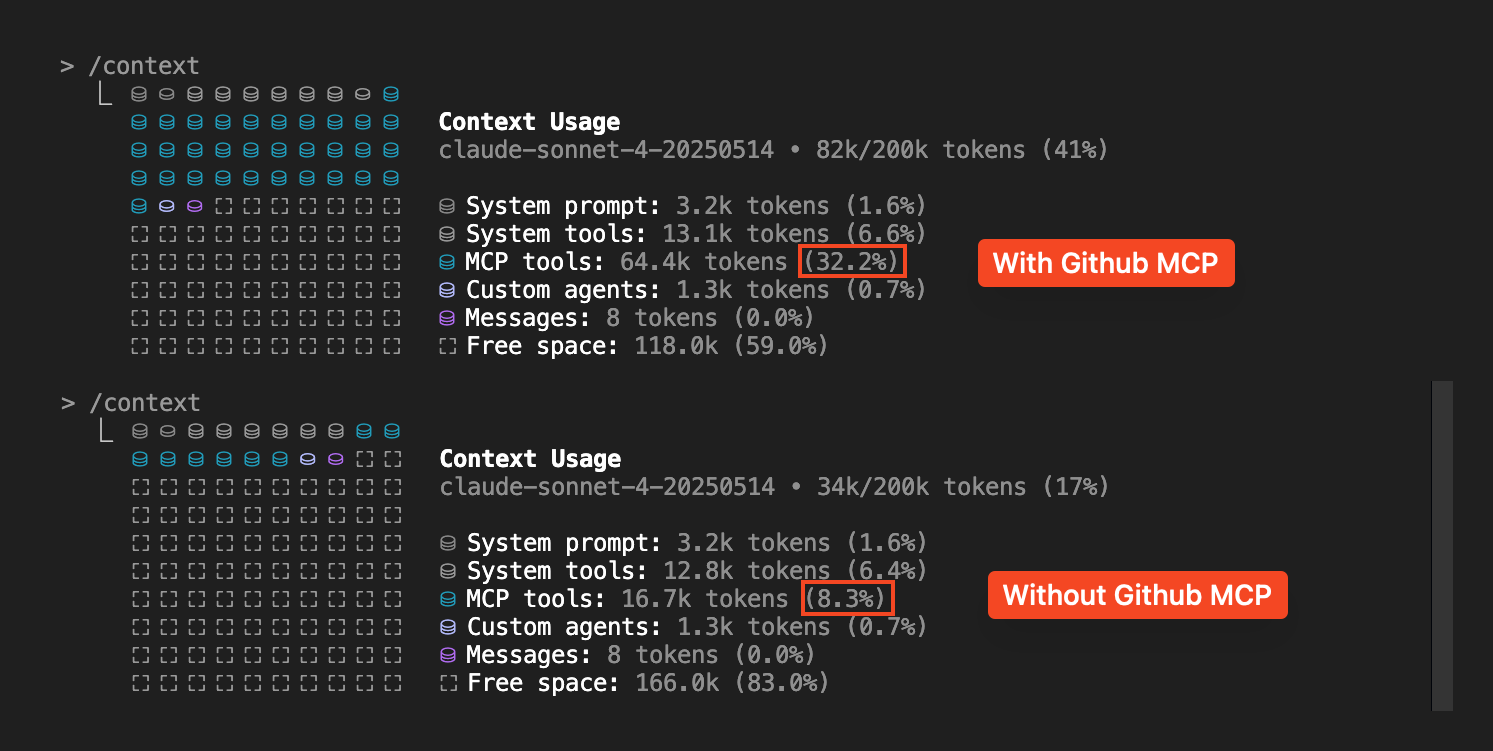 > /context
Context Usage
claude-sonnet-4-20250514 • 82k/200k tokens (41%)
System prompt: 3.2k tokens (1.6%)
System tools: 13.1k tokens (6.6%)
MCP tools: 64.4k tokens (32.2%)
With Github MCP
Custom agents: 1.3k tokens (0.7%)
Messages: 8 tokens (0.0%)
Free space: 118.0k (59.0%)
> /context
Context Usage
claude-sonnet-4-20250514 • 34k/200k tokens (17%)
System prompt: 3.2k tokens (1.6%)
System tools: 12.8k tokens (6.4%)
MCP tools: 16.7k tokens (8.3%)
Without Github MCP
Custom agents: 1.3k tokens (0.7%)
Messages: 8 tokens (0.0%)
Free space: 166.0k (83.0%)